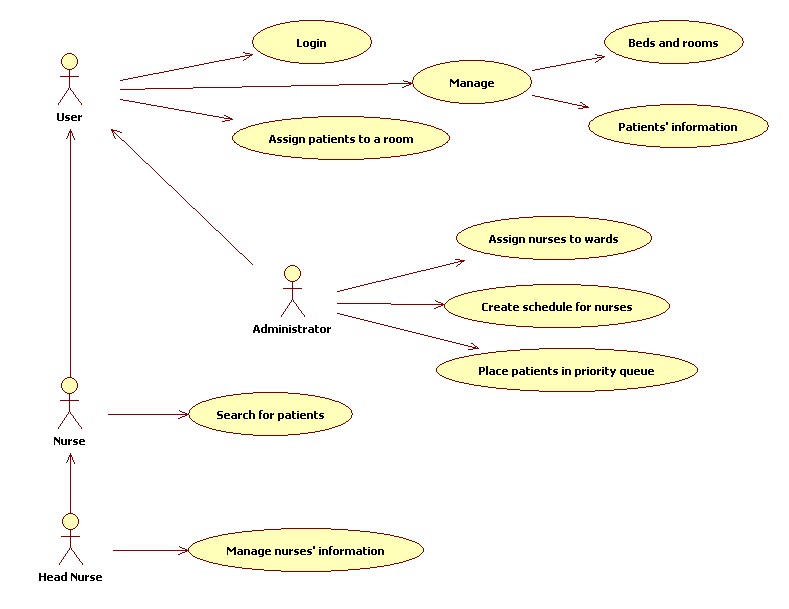 Login
Beds and rooms
Manage
User
Assign patients to a room
Patients' information
Assign nurses to wards
Create schedule for nurses
Administrator
Place patients in priority queue
Search for patients
Nurse
Manage nurses' information
Head Nurse